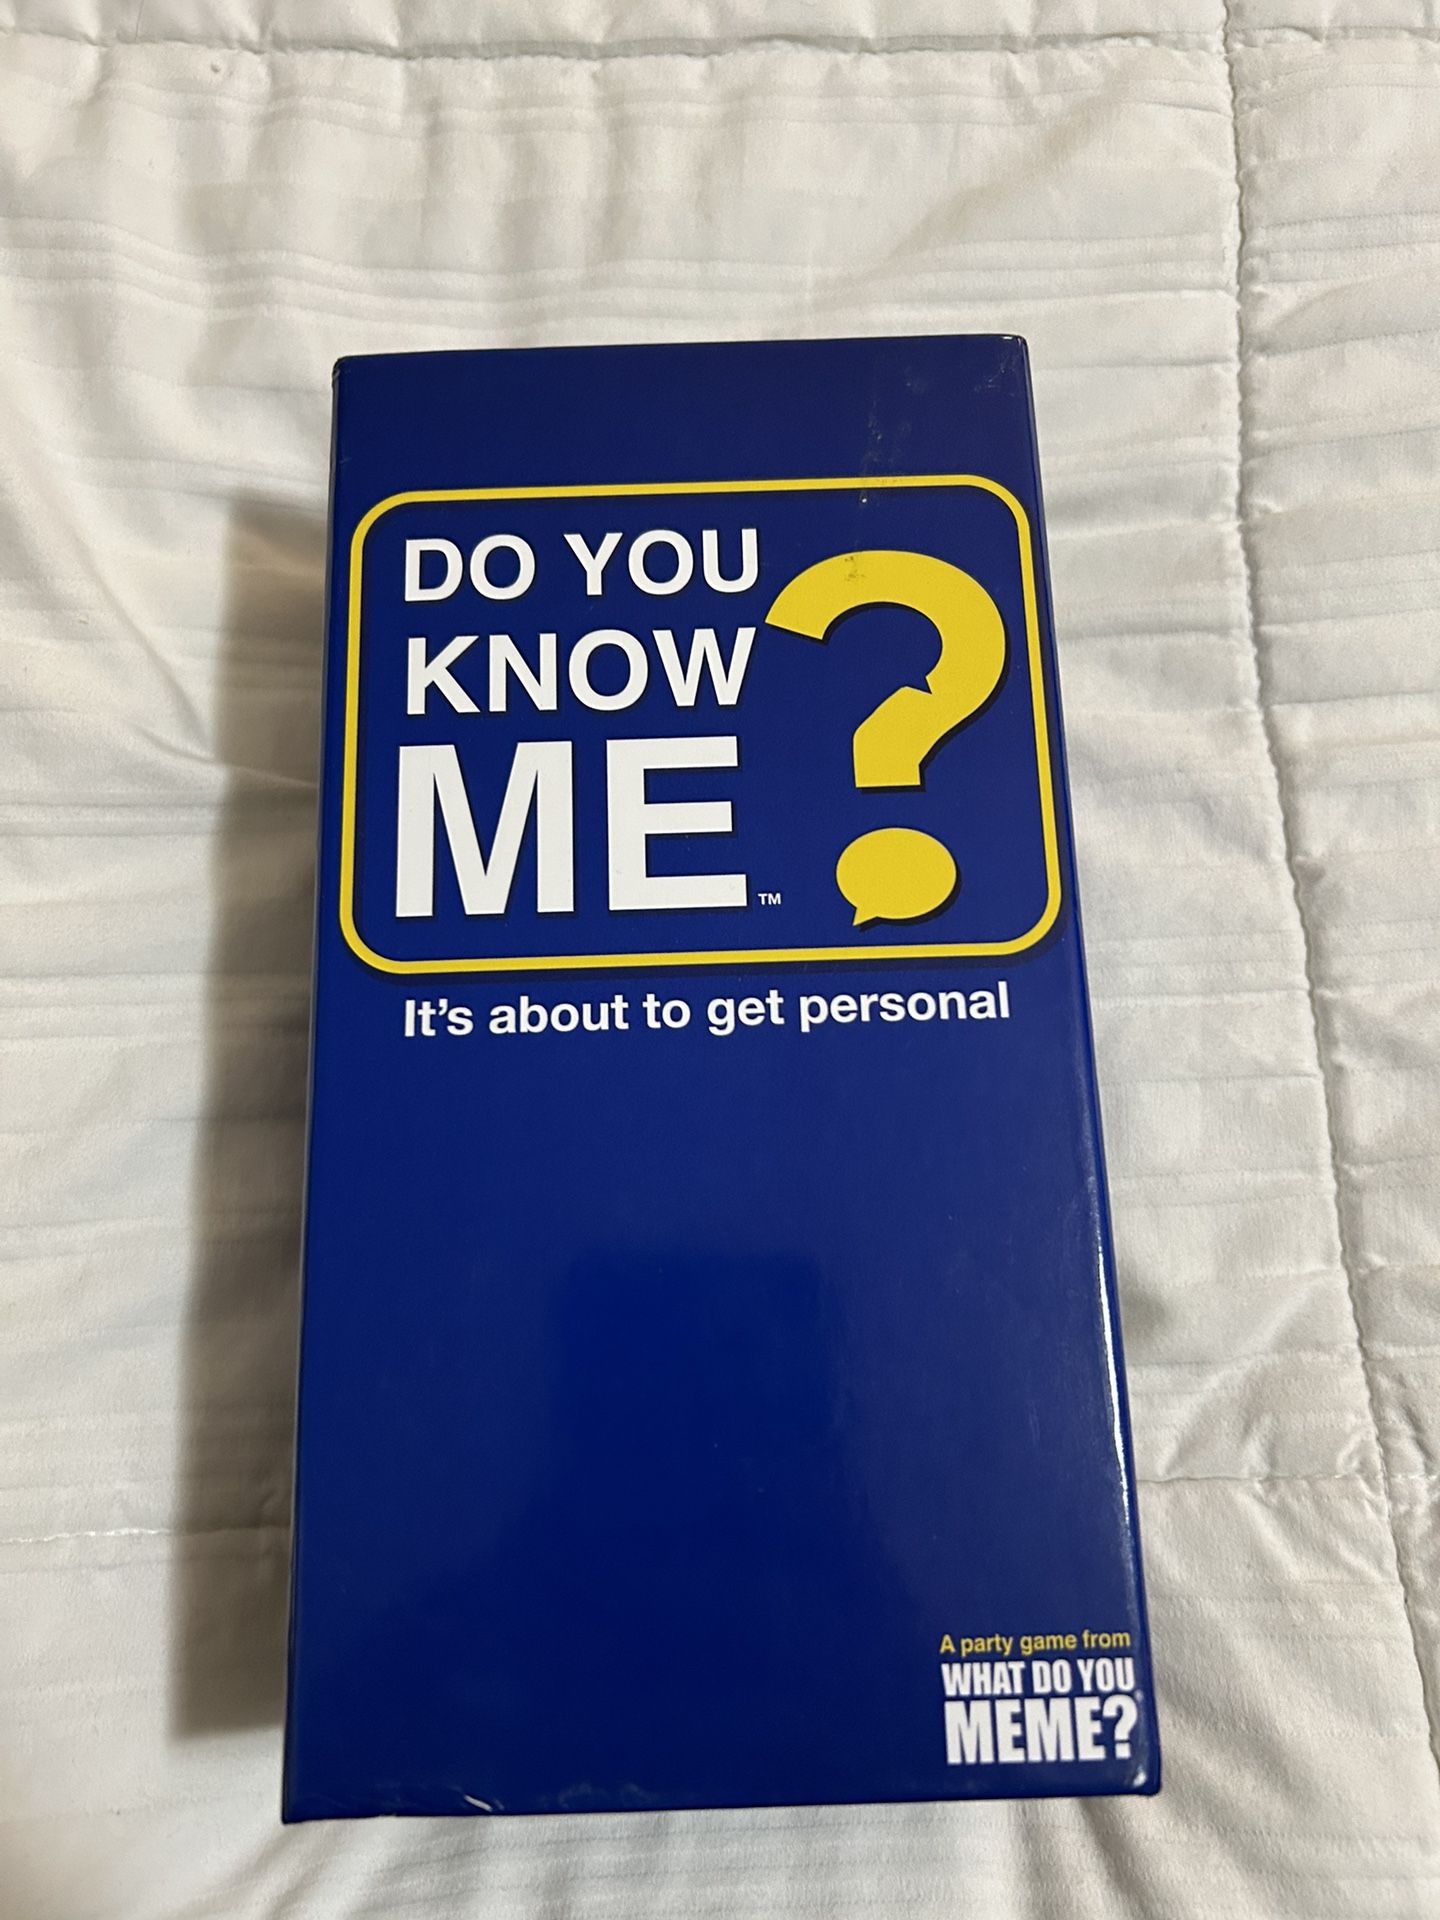 DO YOU
KNOW
ME?
™
It's about to get personal
A party game from
WHAT DO YOU
MEME?